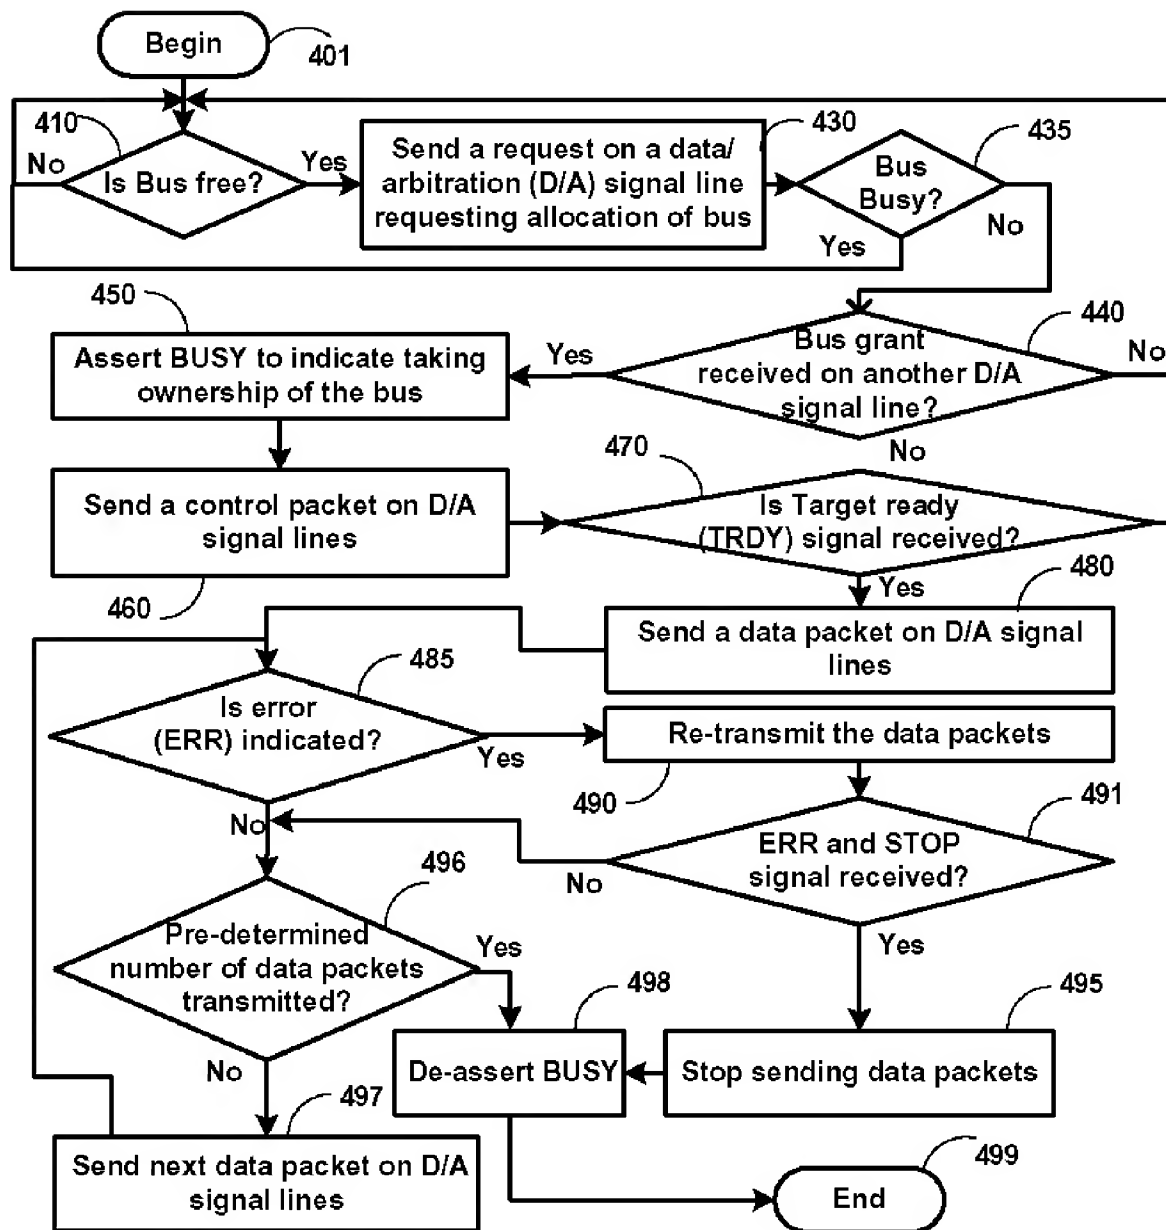 Begin
401
410
No
Is Bus free?
Yes
Send a request on a data/
arbitration (D/A) signal line
requesting allocation of bus
430
Bus
Busy?
435
Yes
No
440
Bus grant
received on another D/A
signal line?
Yes
No
450
Assert BUSY to indicate taking
ownership of the bus
Send a control packet on D/A
signal lines
460
470
No
Is Target ready
(TRDY) signal received?
Yes
480
Send a data packet on D/A signal
lines
485
Is error
(ERR) indicated?
Yes
No
Re-transmit the data packets
490
491
ERR and STOP
signal received?
No
Yes
496
Pre-determined
number of data packets
transmitted?
Yes
No
498
De-assert BUSY
495
Stop sending data packets
497
Send next data packet on D/A
signal lines
499
End